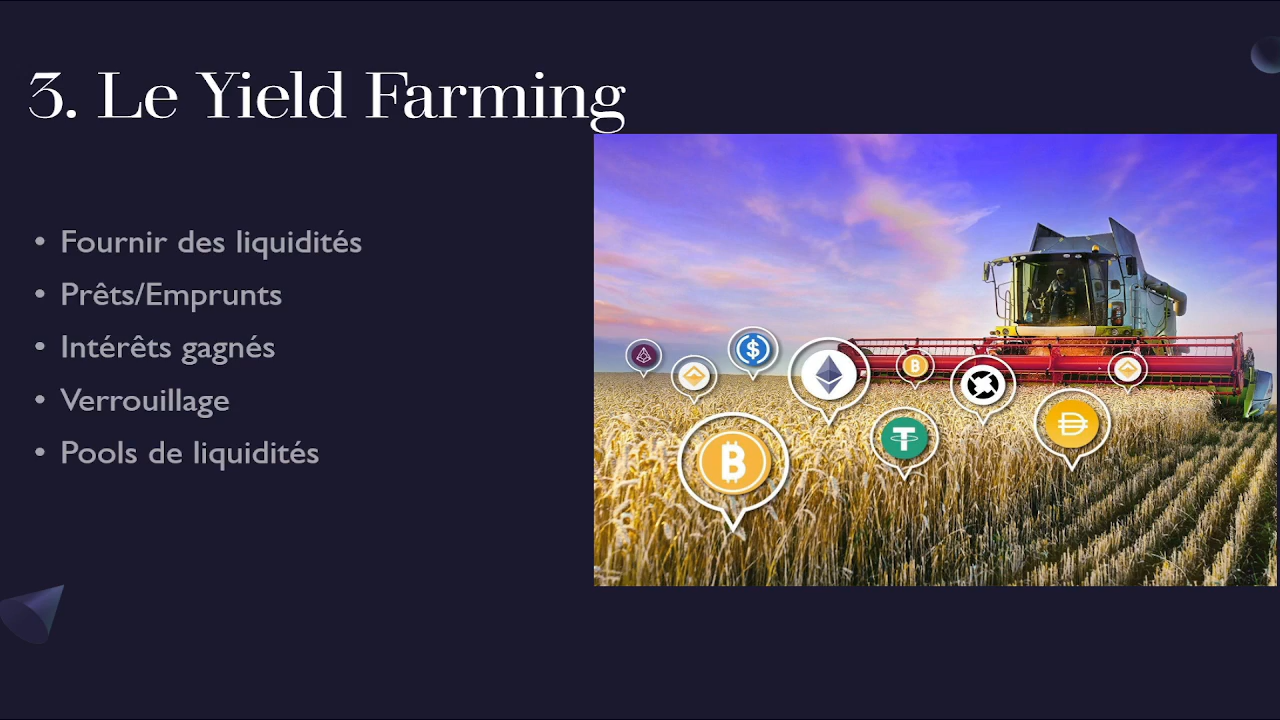 3. Le Yield Farming
• Fournir des liquidités
• Prêts/Emprunts
• Intérêts gagnés
• Verrouillage
• Pools de liquidités